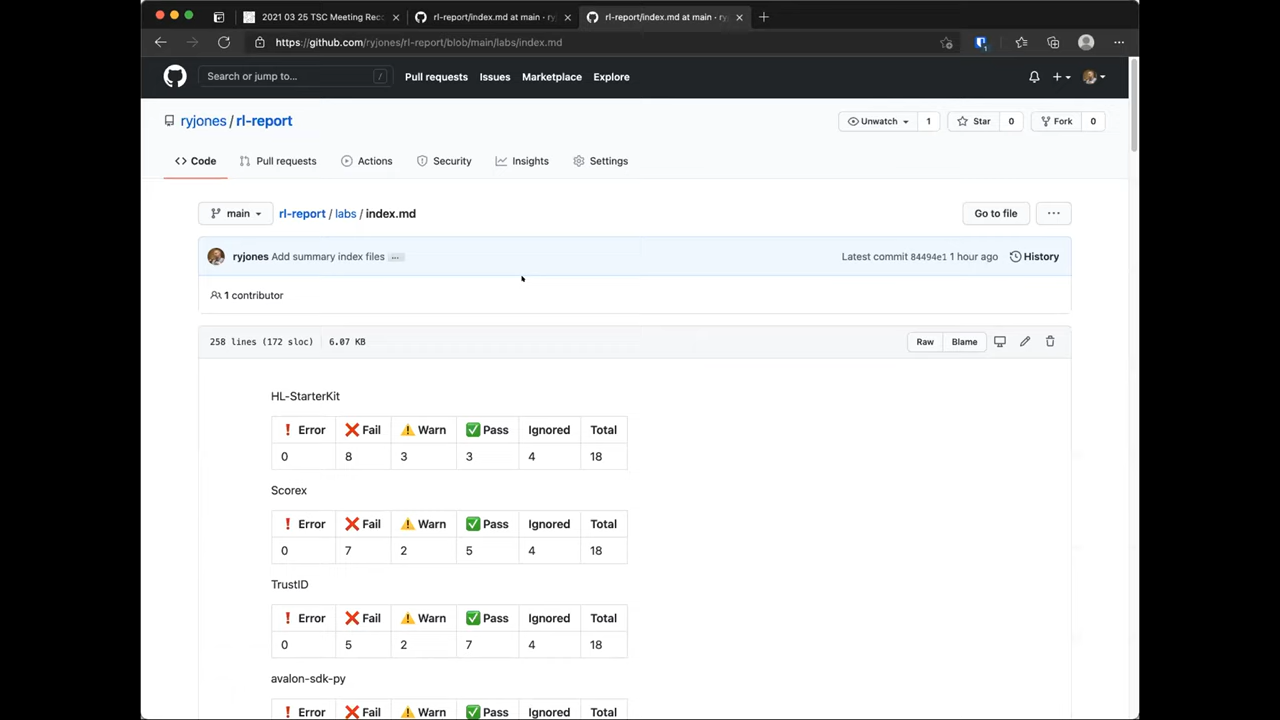 2021 03 25 TSC Meeting Rec
rl-report/index.md at main · ry
rl-report/index.md at main · ry
https://github.com/ryjones/rl-report/blob/main/labs/index.md
Search or jump to... /
Pull requests Issues Marketplace Explore
ryjones / rl-report
Unwatch 1 Star 0 Fork 0
Code Pull requests Actions Security Insights Settings
main rl-report / labs / index.md Go to file ...
ryjones Add summary index files ... Latest commit 84494e1 1 hour ago History
1 contributor
258 lines (172 sloc) 6.07 KB Raw Blame
HL-StarterKit
❗ Error ❌ Fail ⚠️ Warn ✅ Pass Ignored Total
0 8 3 3 4 18
Scorex
❗ Error ❌ Fail ⚠️ Warn ✅ Pass Ignored Total
0 7 2 5 4 18
TrustID
❗ Error ❌ Fail ⚠️ Warn ✅ Pass Ignored Total
0 5 2 7 4 18
avalon-sdk-py
❗ Error ❌ Fail ⚠️ Warn ✅ Pass Ignored Total